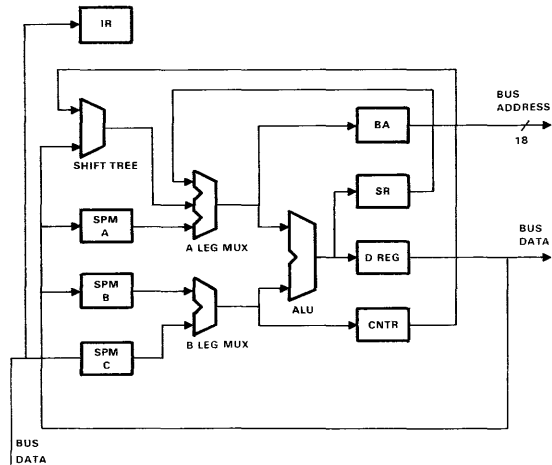 IR
BUS
ADDRESS
18
BA
SHIFT TREE
SR
SPM
A
A LEG MUX
BUS
DATA
D REG
SPM
B
ALU
CNTR
B LEG MUX
SPM
C
BUS
DATA